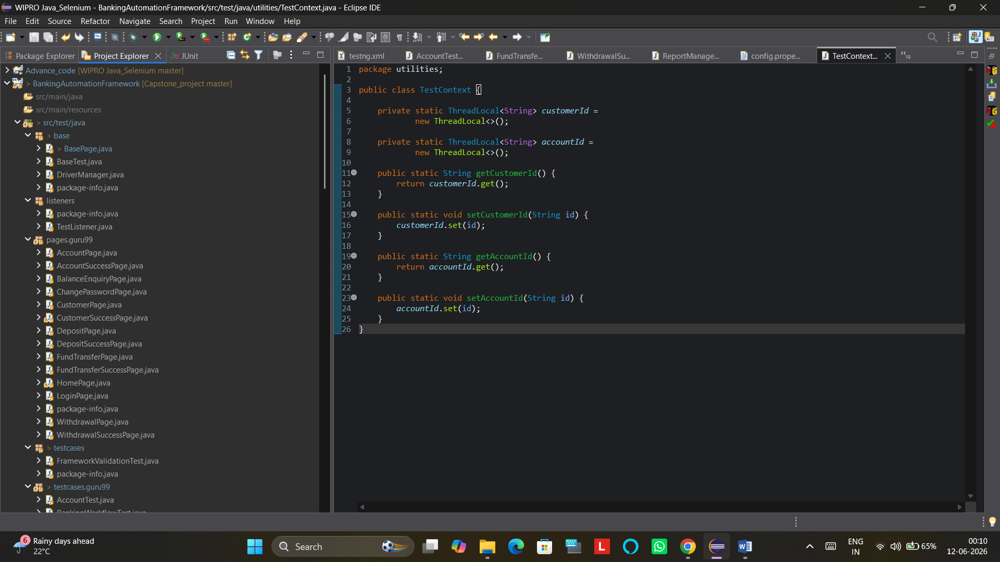 WIPRO Java_Selenium - BankingAutomationFramework/src/test/java/utilities/TestContext.java - Eclipse IDE
File Edit Source Refactor Navigate Search Project Run Window Help
Package Explorer Project Explorer JUnit
Advance_code [WIPRO Java_Selenium master]
> BankingAutomationFramework [Capstone_project master]
src/main/java
src/main/resources
> src/test/java
> base
> BasePage.java
BaseTest.java
DriverManager.java
package-info.java
listeners
package-info.java
TestListener.java
pages.guru99
AccountPage.java
AccountSuccessPage.java
BalanceEnquiryPage.java
ChangePasswordPage.java
CustomerPage.java
CustomerSuccessPage.java
DepositPage.java
DepositSuccessPage.java
FundTransferPage.java
FundTransferSuccessPage.java
HomePage.java
LoginPage.java
package-info.java
WithdrawalPage.java
WithdrawalSuccessPage.java
> testcases
FrameworkValidationTest.java
package-info.java
> testcases.guru99
AccountTest.java
BankingWorkflowTest.java
testng.xml AccountTest... FundTransfe... WithdrawalSu... ReportManage... config.prope... TestContext... »19
1 package utilities;
2
3 public class TestContext {
4
5 private static ThreadLocal<String> customerId =
6 new ThreadLocal<>();
7
8 private static ThreadLocal<String> accountId =
9 new ThreadLocal<>();
10
11 public static String getCustomerId() {
12 return customerId.get();
13 }
14
15 public static void setCustomerId(String id) {
16 customerId.set(id);
17 }
18
19 public static String getAccountId() {
20 return accountId.get();
21 }
22
23 public static void setAccountId(String id) {
24 accountId.set(id);
25 }
26 }
6
Rainy days ahead
22°C
Search
L
ENG
IN
65%
00:10
12-06-2026